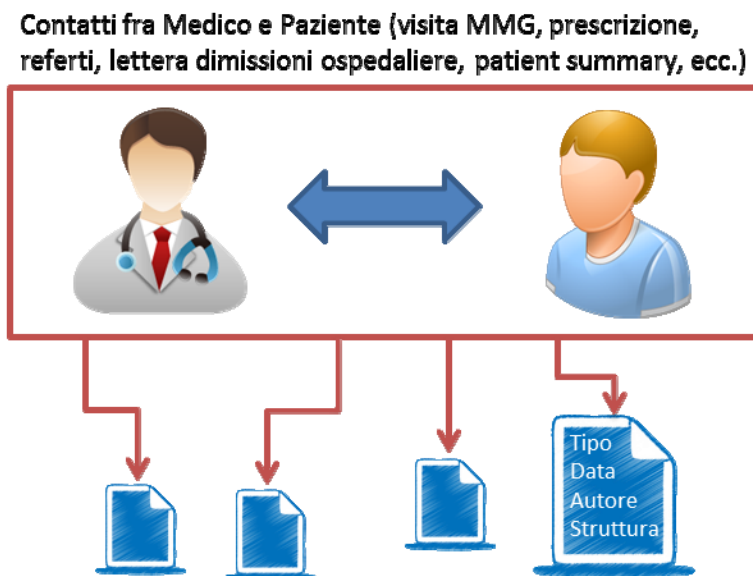 Contatti fra Medico e Paziente (visita MMG, prescrizione,
referti, lettera dimissioni ospedaliere, patient summary, ecc.)
Tipo
Data
Autore
Struttura